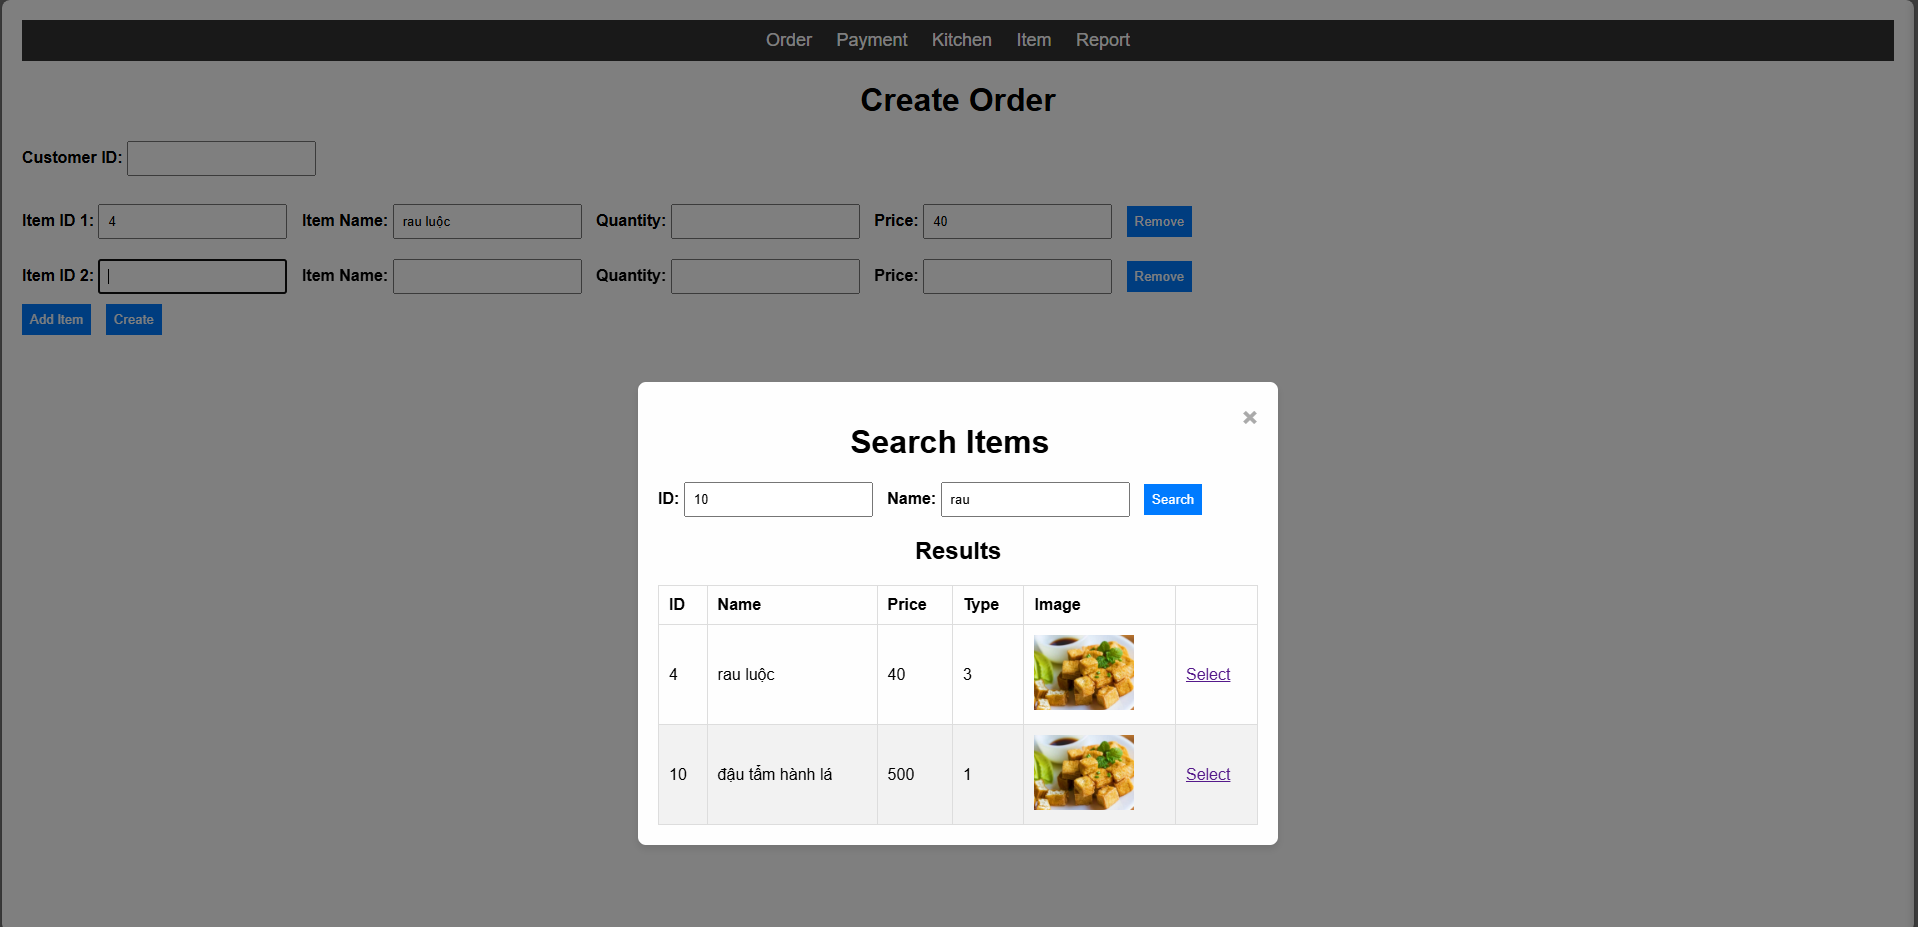 Order Payment Kitchen Item Report
Create Order
Customer ID:
Item ID 1: 4 Item Name: rau luộc Quantity: Price: 40 Remove
Item ID 2: Item Name: Quantity: Price: Remove
Add Item Create
×
Search Items
ID: 10 Name: rau Search
Results
ID Name Price Type Image
4 rau luộc 40 3 Select
10 đậu tẩm hành lá 500 1 Select